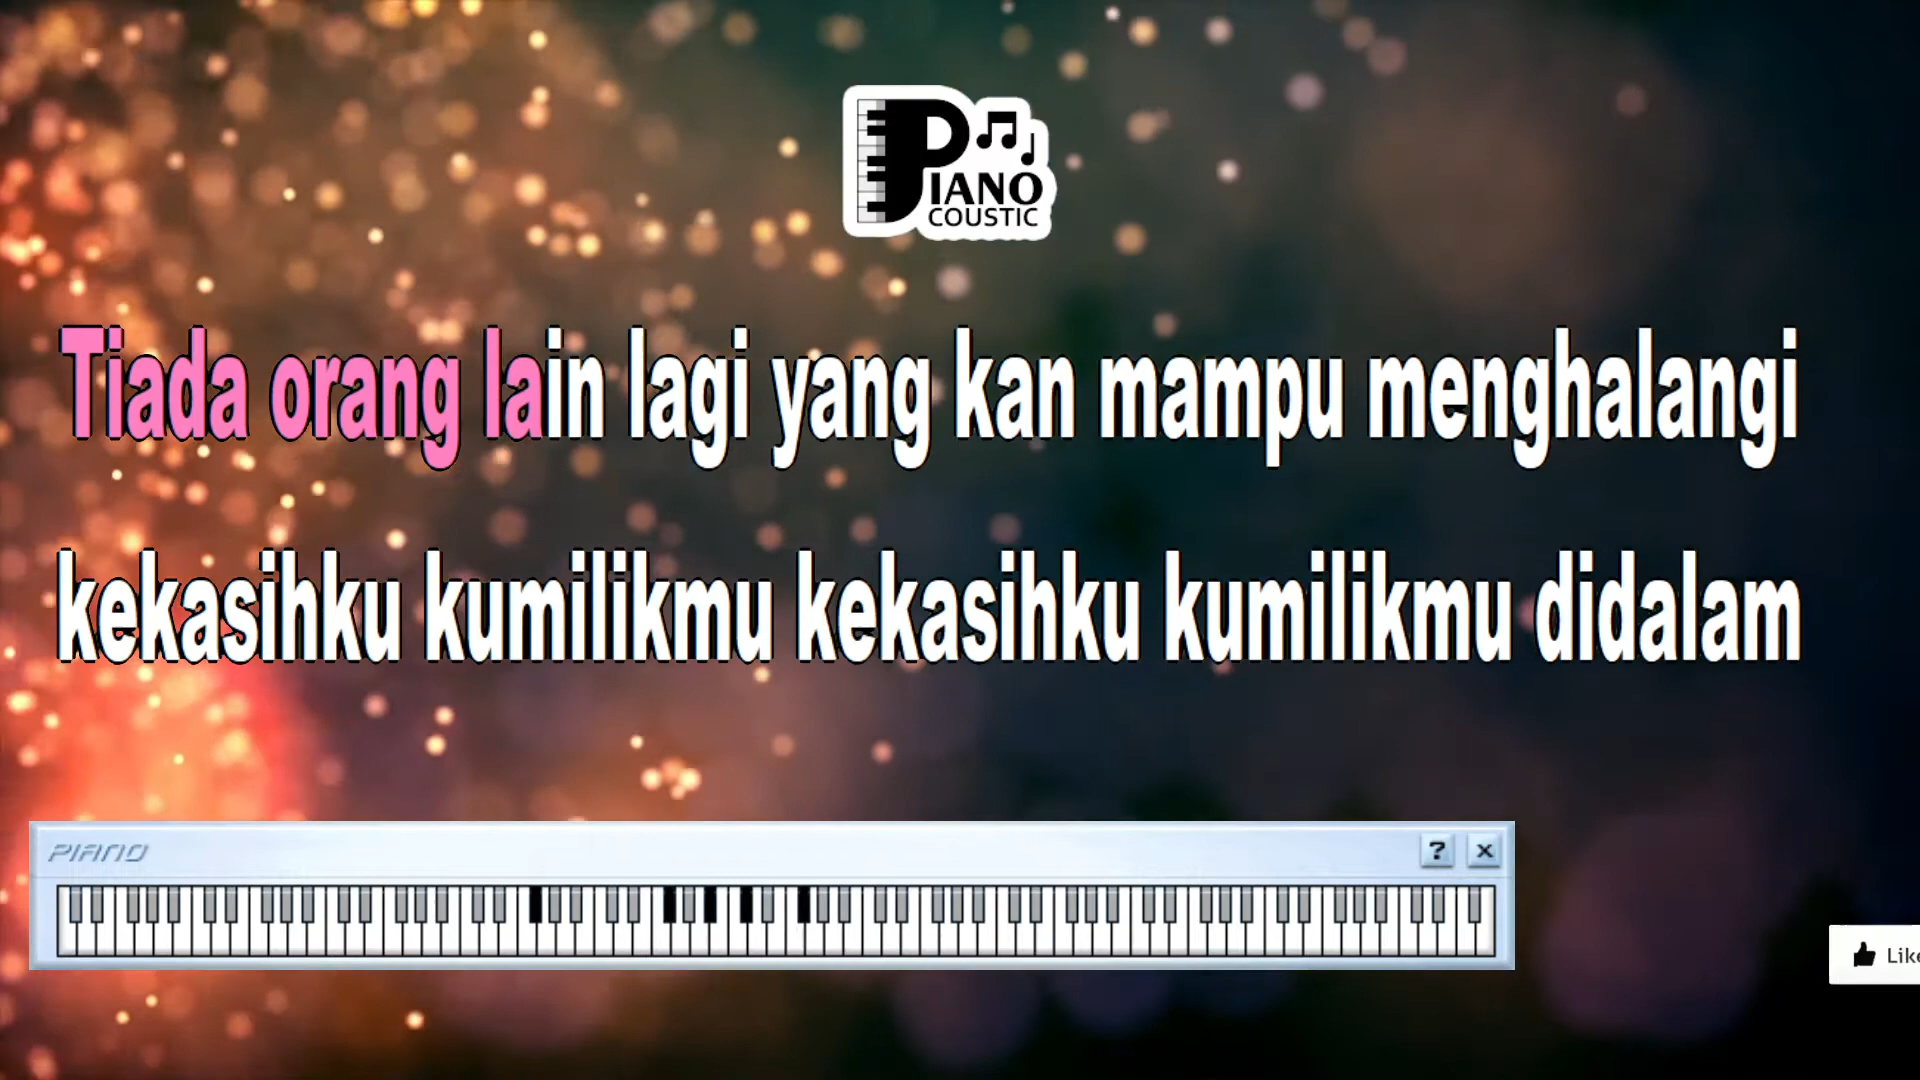 PIANO
COUSTIC
Tiada orang lain lagi yang kan mampu menghalangi
kekasihku kumilikmu kekasihku kumilikmu didalam
PIANO
? x
Like